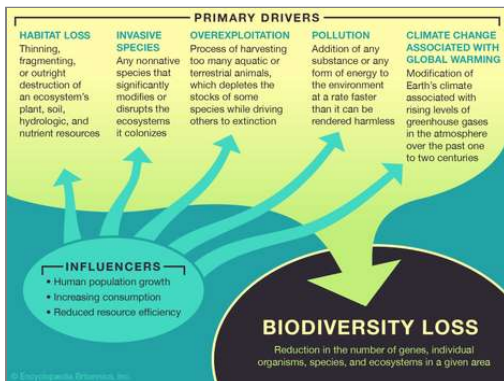 PRIMARY DRIVERS
HABITAT LOSS
Thinning,
fragmenting,
or outright
destruction of
an ecosystem's
plant, soil,
hydrologic, and
nutrient resources
INVASIVE
SPECIES
Any nonnative
species that
significantly
modifies or
disrupts the
ecosystems
it colonizes
OVEREXPLOITATION
Process of harvesting
too many aquatic or
terrestrial animals,
which depletes the
stocks of some
species while driving
others to extinction
POLLUTION
Addition of any
substance or any
form of energy to
the environment
at a rate faster
than it can be
rendered harmless
CLIMATE CHANGE
ASSOCIATED WITH
GLOBAL WARMING
Modification of
Earth's climate
associated with
rising levels of
greenhouse gases
in the atmosphere
over the past one
to two centuries
INFLUENCERS
• Human population growth
• Increasing consumption
• Reduced resource efficiency
BIODIVERSITY LOSS
Reduction in the number of genes, individual
organisms, species, and ecosystems in a given area
© Encyclopædia Britannica, Inc.